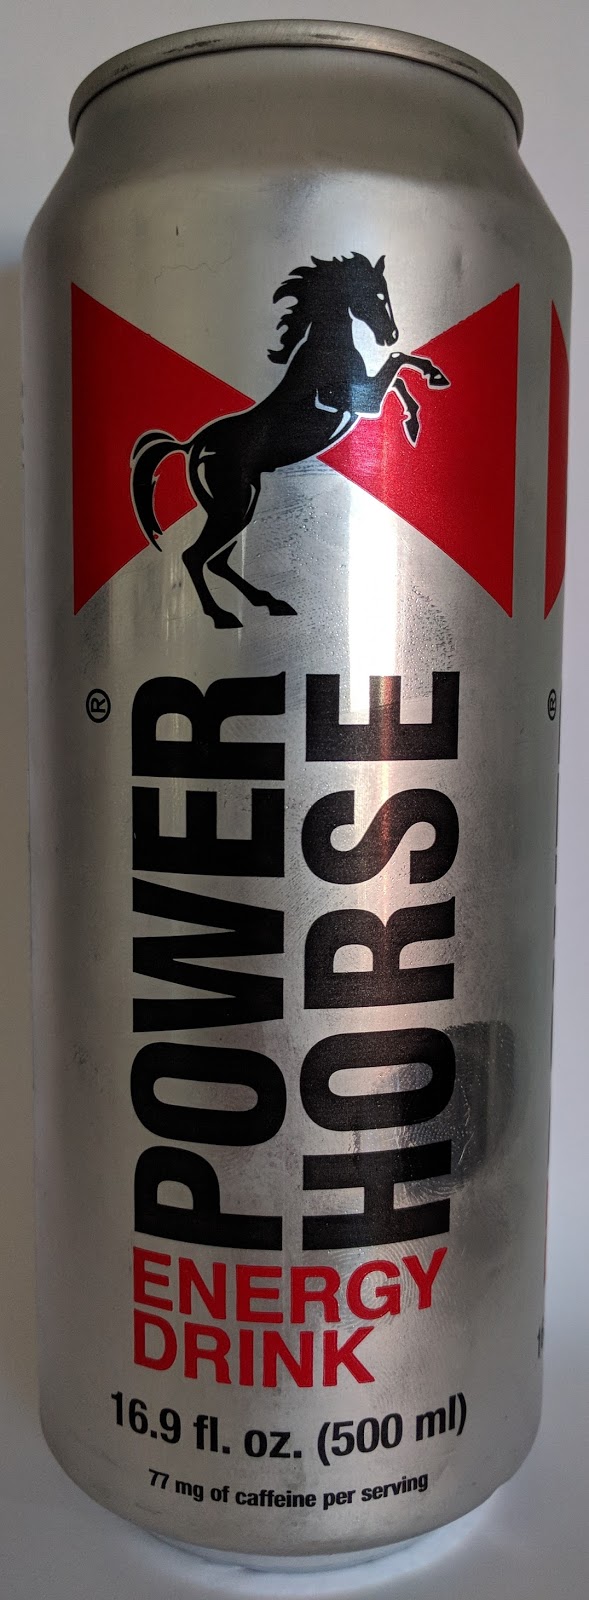 ®
POWER
HORSE
®
ENERGY
DRINK
16.9 fl. oz. (500 ml)
77 mg of caffeine per serving